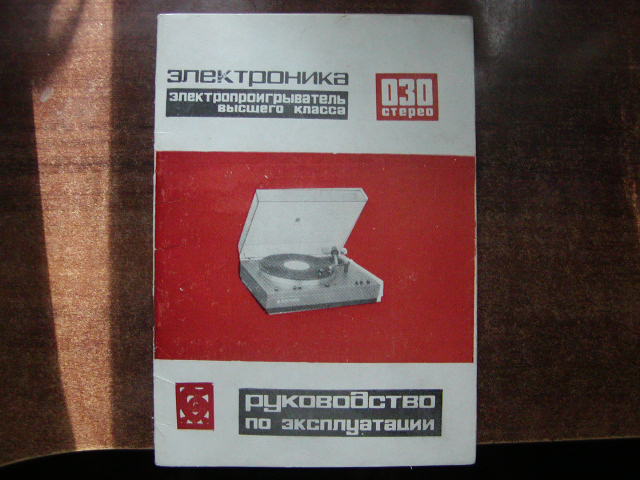 электроника
электропроигрыватель
высшего класса
030
стерео
руководство
по эксплуатации